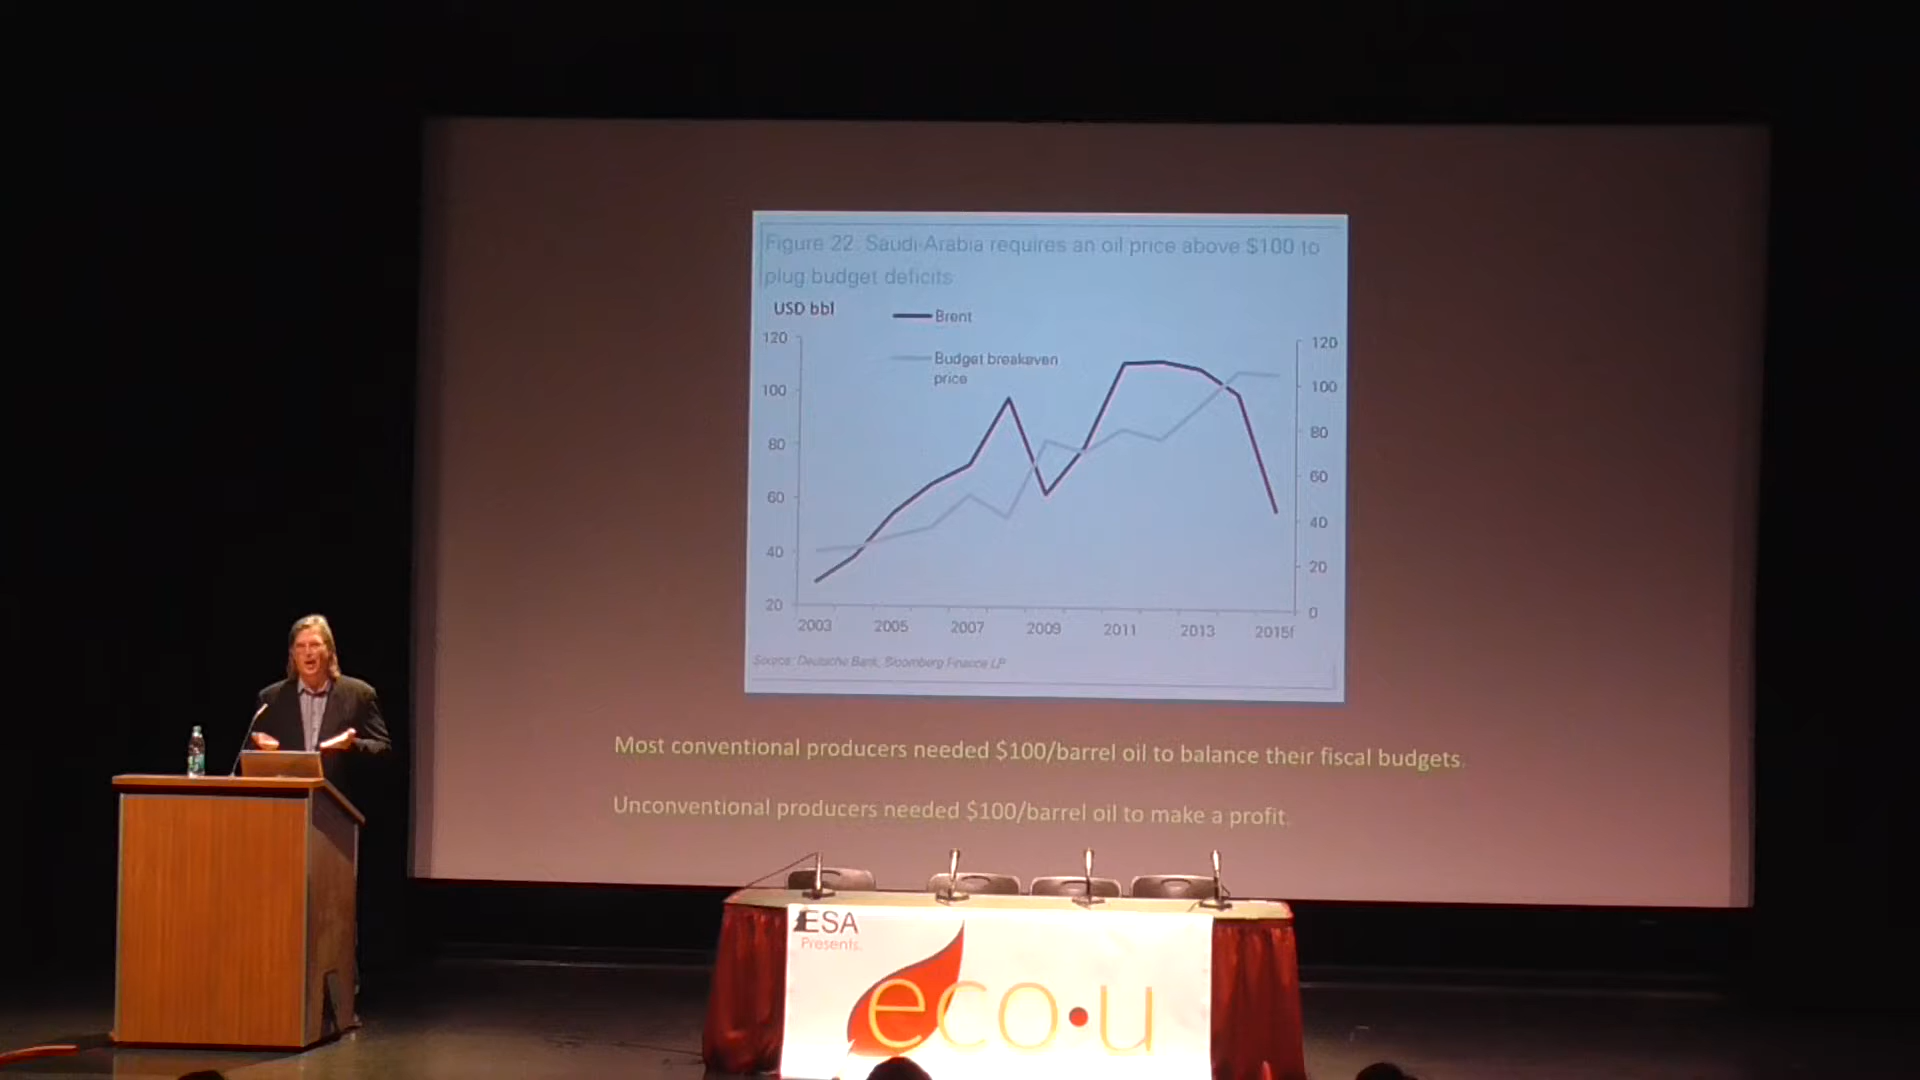 Figure 22: Saudi Arabia requires an oil price above $100 to
plug budget deficits
USD bbl
Brent
Budget breakeven
price
120
100
80
60
40
20
120
100
80
60
40
20
0
2003 2005 2007 2009 2011 2013 2015f
Source: Deutsche Bank, Bloomberg Finance LP
Most conventional producers needed $100/barrel oil to balance their fiscal budgets.
Unconventional producers needed $100/barrel oil to make a profit.
ESA
Presents
eco•u